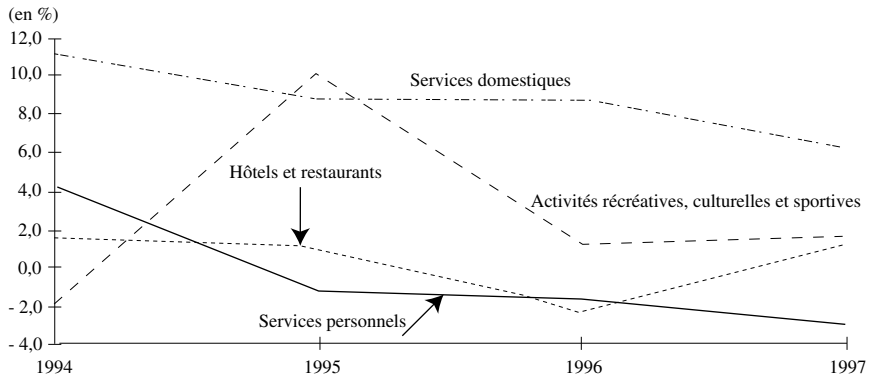 (en %)
12,0
10,0
8,0
6,0
4,0
2,0
0,0
- 2,0
- 4,0
Services domestiques
Hôtels et restaurants
Activités récréatives, culturelles et sportives
Services personnels
1994 1995 1996 1997